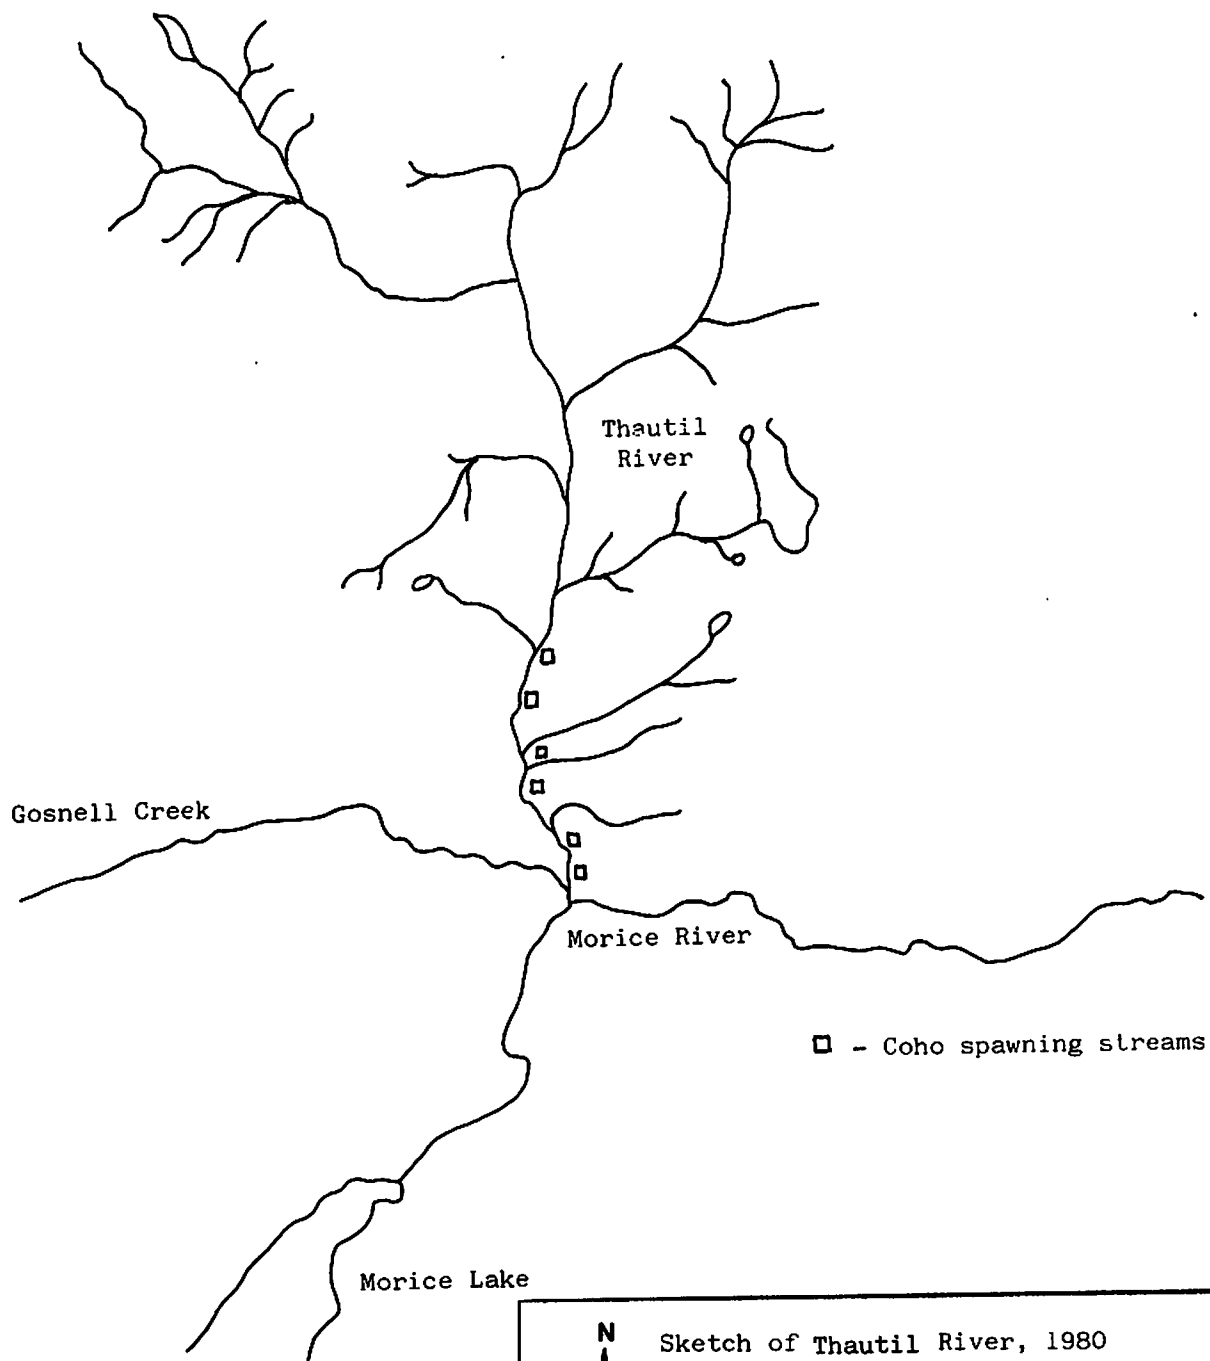 Thautil
River
Gosnell Creek
Morice River
- Coho spawning streams
Morice Lake
N
Sketch of Thautil River, 1980